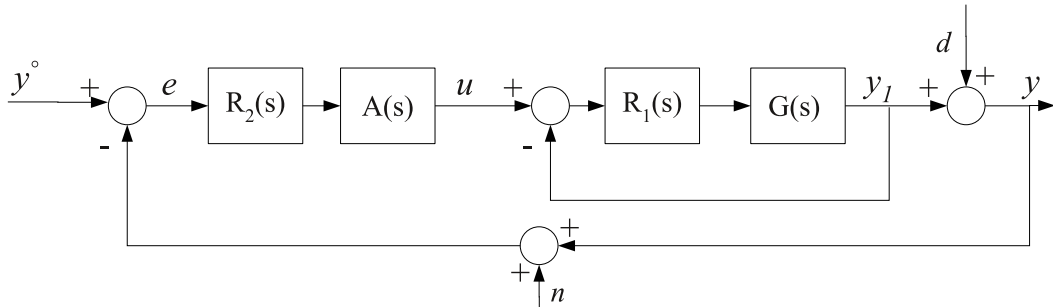 d
y° + e R₂(s) A(s) u + R₁(s) G(s) y₁ + + y
- -
+
+ n